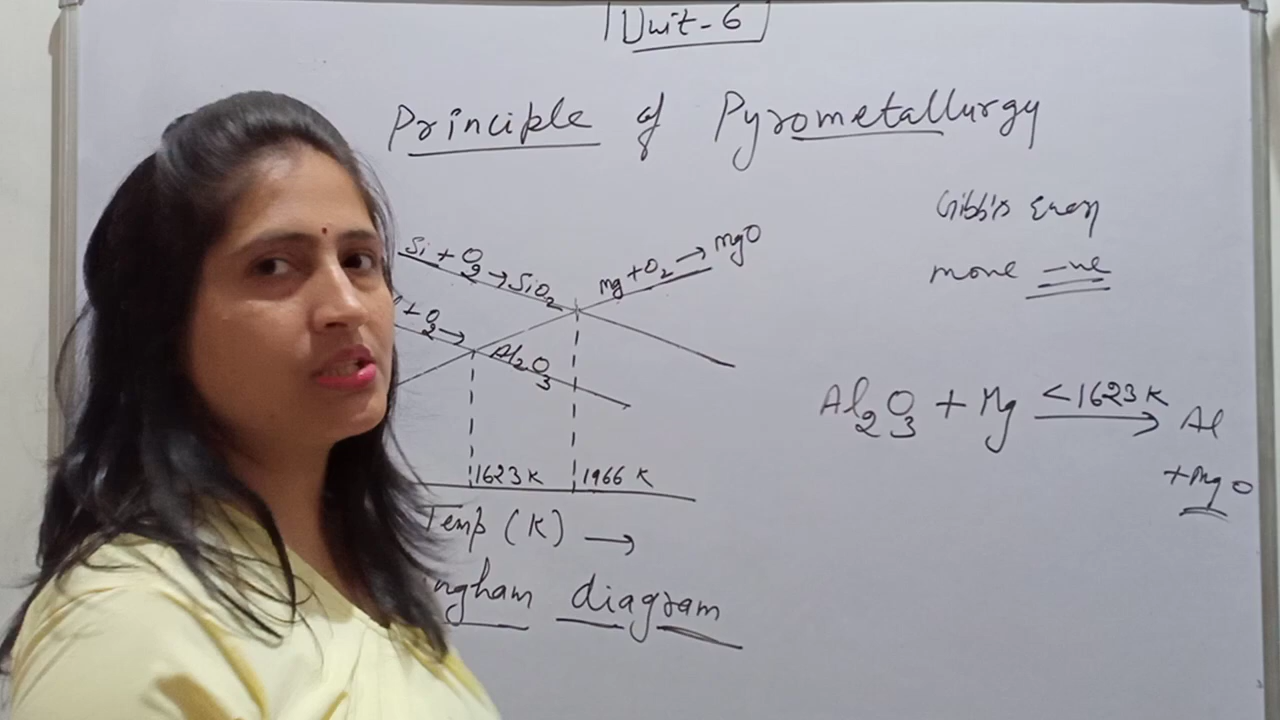 Unit-6
Principle of Pyrometallurgy
Gibb's Energy
more -ve
Si + O2 → SiO2
Mg + O2 → MgO
+ O2 →
Al2O3
Al2O3 + Mg <1623 K → Al
+ MgO
1623 K
1966 K
Temp (K) →
ngham diagram